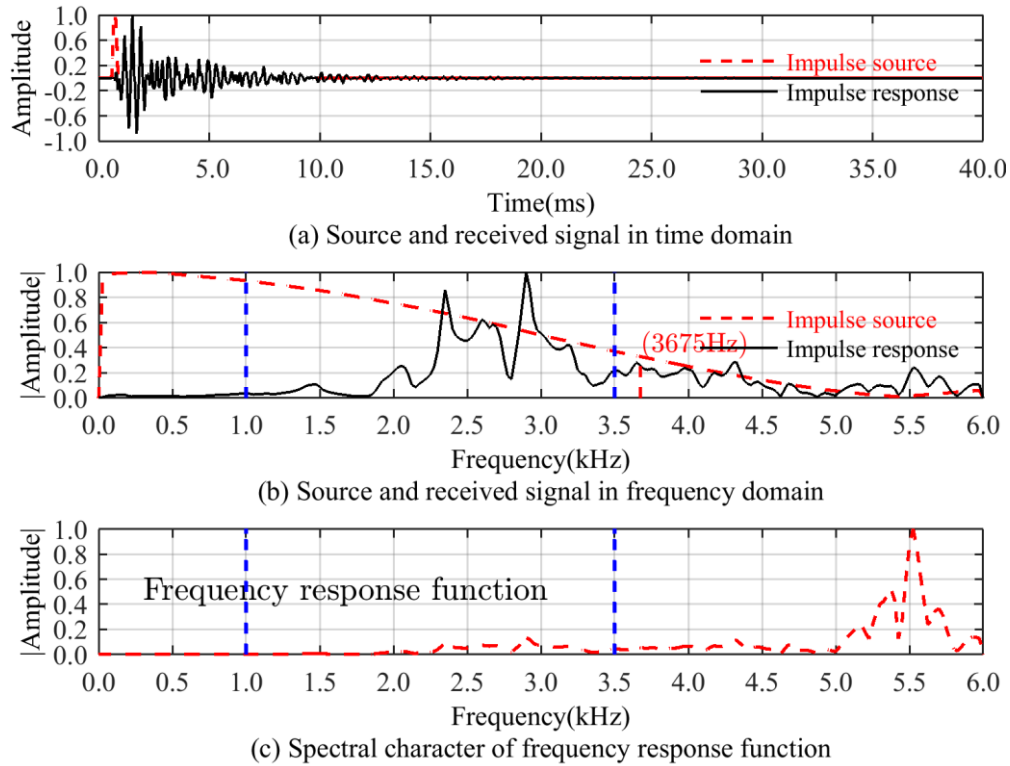 1.0
0.6
0.2
-0.2
-0.6
-1.0
Amplitude
Impulse source
Impulse response
0.0 5.0 10.0 15.0 20.0 25.0 30.0 35.0 40.0
Time(ms)
(a) Source and received signal in time domain
1.0
0.8
0.6
0.4
0.2
0.0
|Amplitude|
Impulse source
(3675Hz)
Impulse response
0.0 0.5 1.0 1.5 2.0 2.5 3.0 3.5 4.0 4.5 5.0 5.5 6.0
Frequency(kHz)
(b) Source and received signal in frequency domain
1.0
0.8
0.6
0.4
0.2
0.0
|Amplitude|
Frequency response function
0.0 0.5 1.0 1.5 2.0 2.5 3.0 3.5 4.0 4.5 5.0 5.5 6.0
Frequency(kHz)
(c) Spectral character of frequency response function